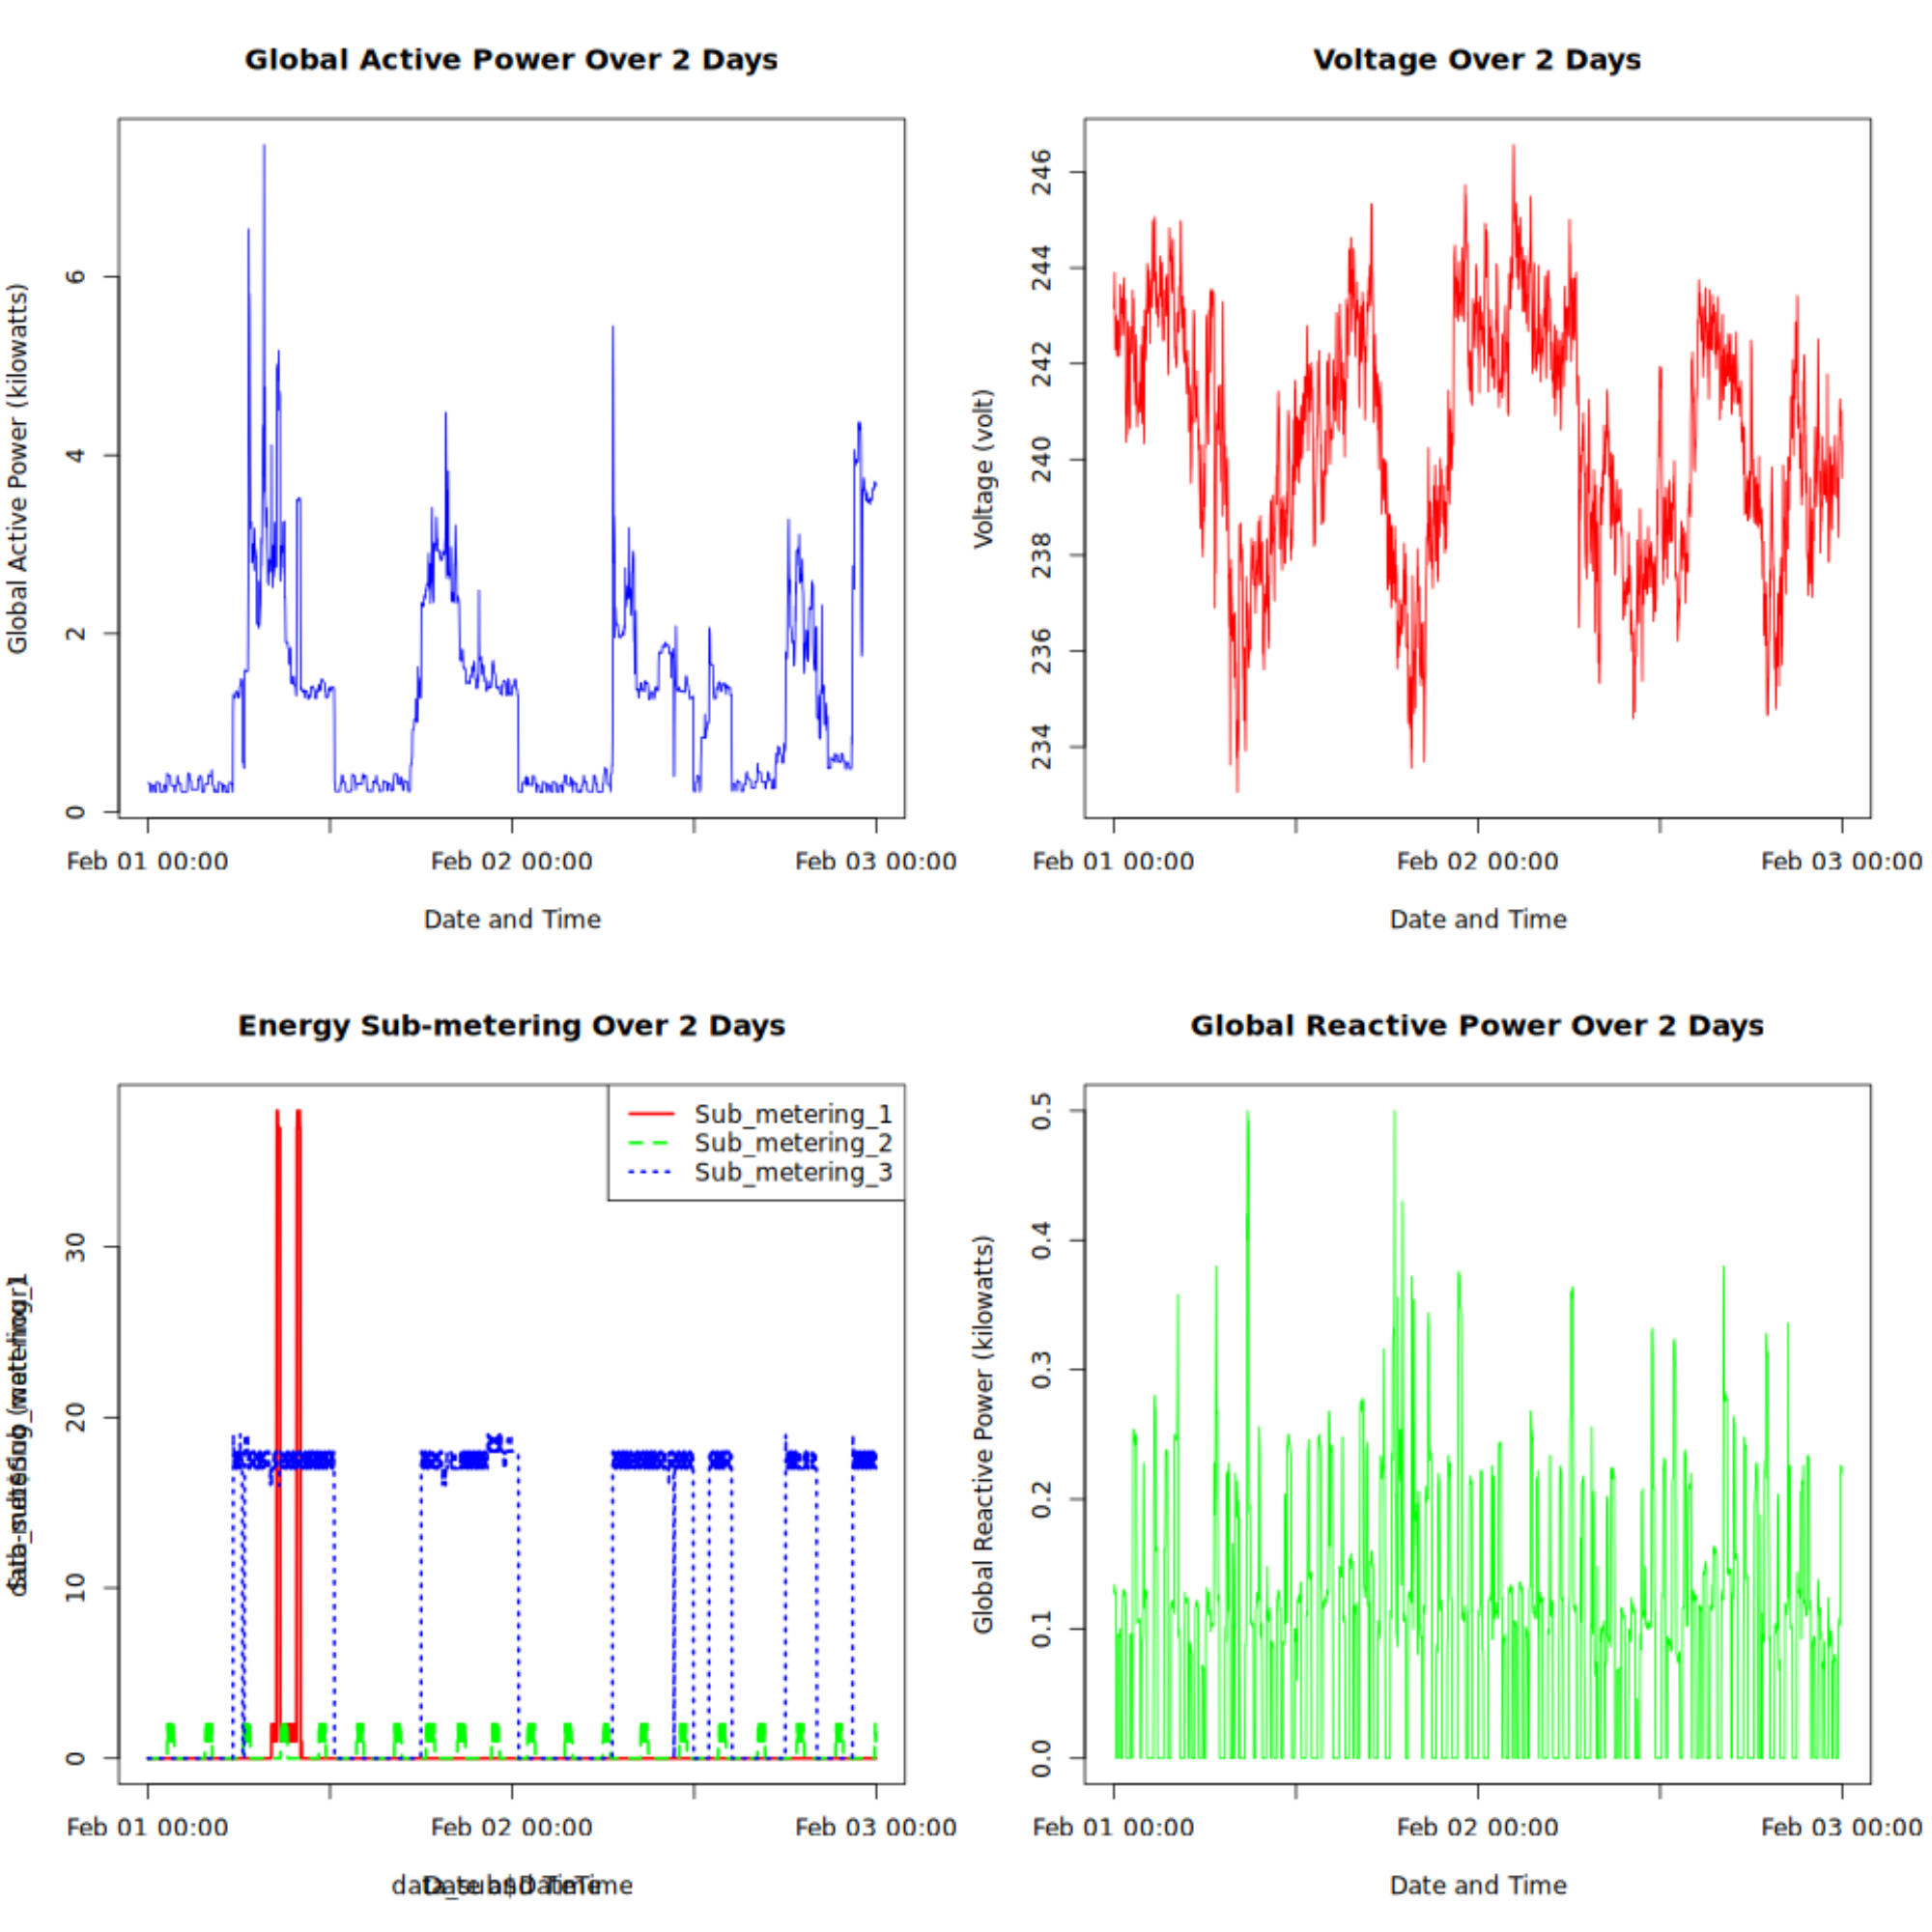 Global Active Power Over 2 Days
Global Active Power (kilowatts)
6
4
2
0
Feb 01 00:00
Feb 02 00:00
Feb 03 00:00
Date and Time
Voltage Over 2 Days
Voltage (volt)
246
244
242
240
238
236
234
Feb 01 00:00
Feb 02 00:00
Feb 03 00:00
Date and Time
Energy Sub-metering Over 2 Days
Sub_metering_1
Sub_metering_2
Sub_metering_3
30
20
10
0
Feb 01 00:00
Feb 02 00:00
Feb 03 00:00
Global Reactive Power Over 2 Days
Global Reactive Power (kilowatts)
0.5
0.4
0.3
0.2
0.1
0.0
Feb 01 00:00
Feb 02 00:00
Feb 03 00:00
Date and Time